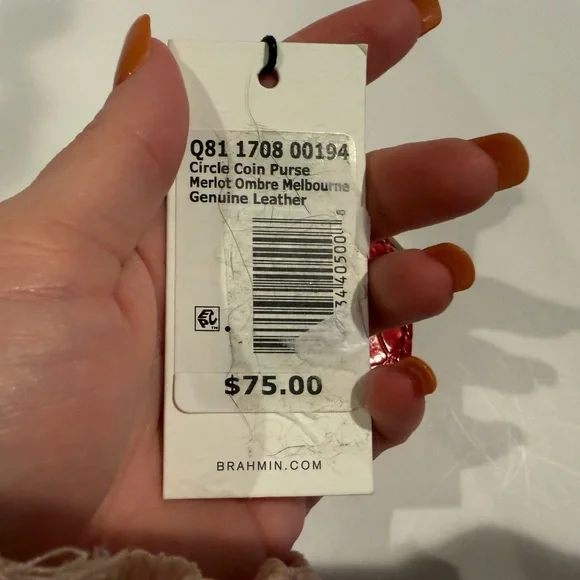 Q81 1708 00194
Circle Coin Purse
Merlot Ombre Melbourne
Genuine Leather
$75.00
BRAHMIN.COM